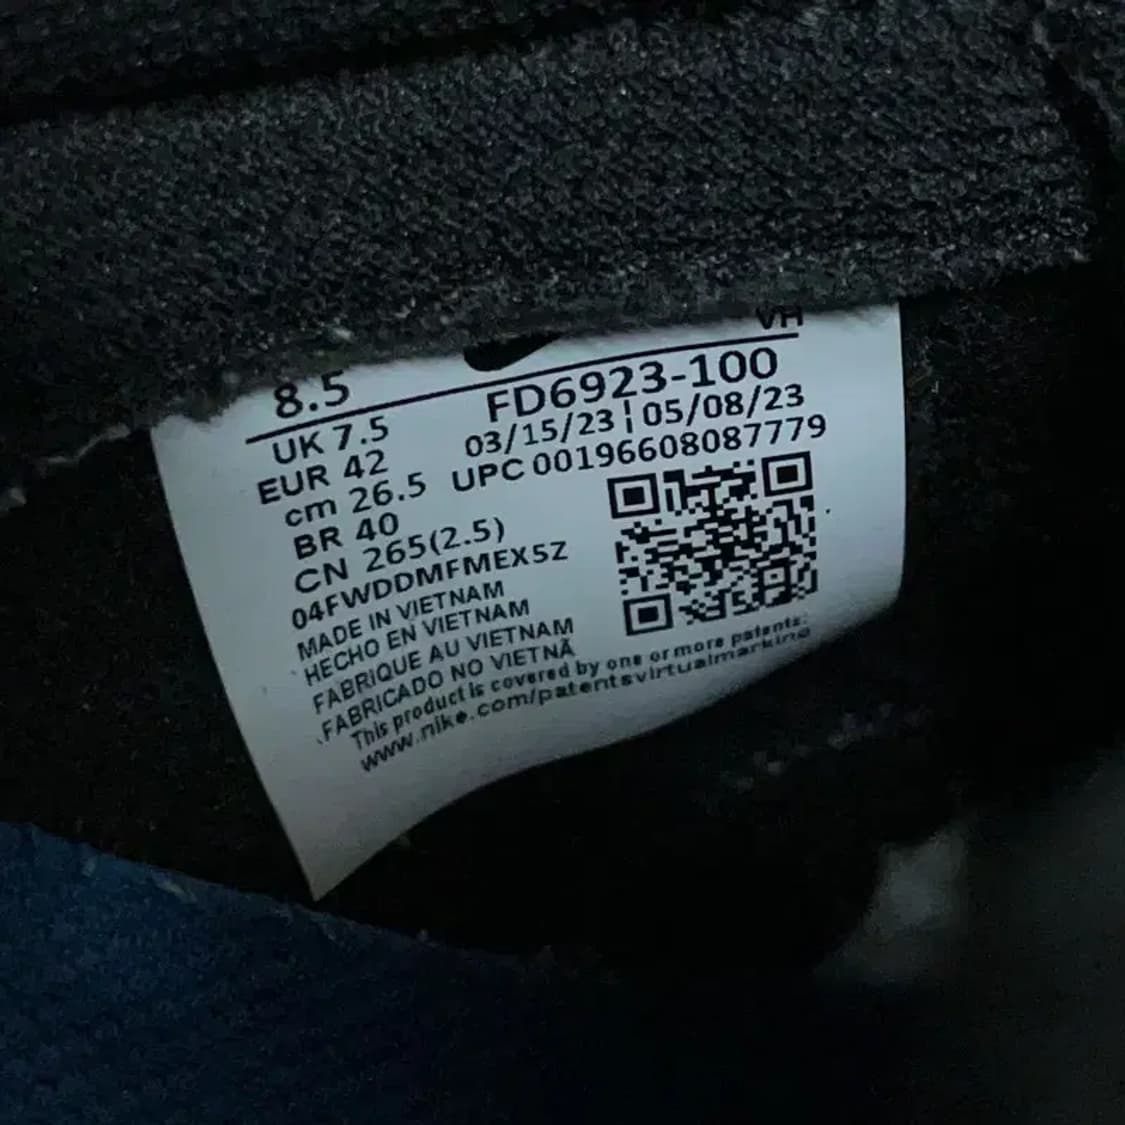 VH
8.5
UK 7.5
EUR 42
cm 26.5
BR 40
CN 265(2.5)
FD6923-100
03/15/23 ¦ 05/08/23
UPC 00196608087779
04FWDDMFMEX5Z
MADE IN VIETNAM
HECHO EN VIETNAM
FABRIQUE AU VIETNAM
FABRICADO NO VIETNÃ
This product is covered by one or more patents:
www.nike.com/patentsvirtualmarking